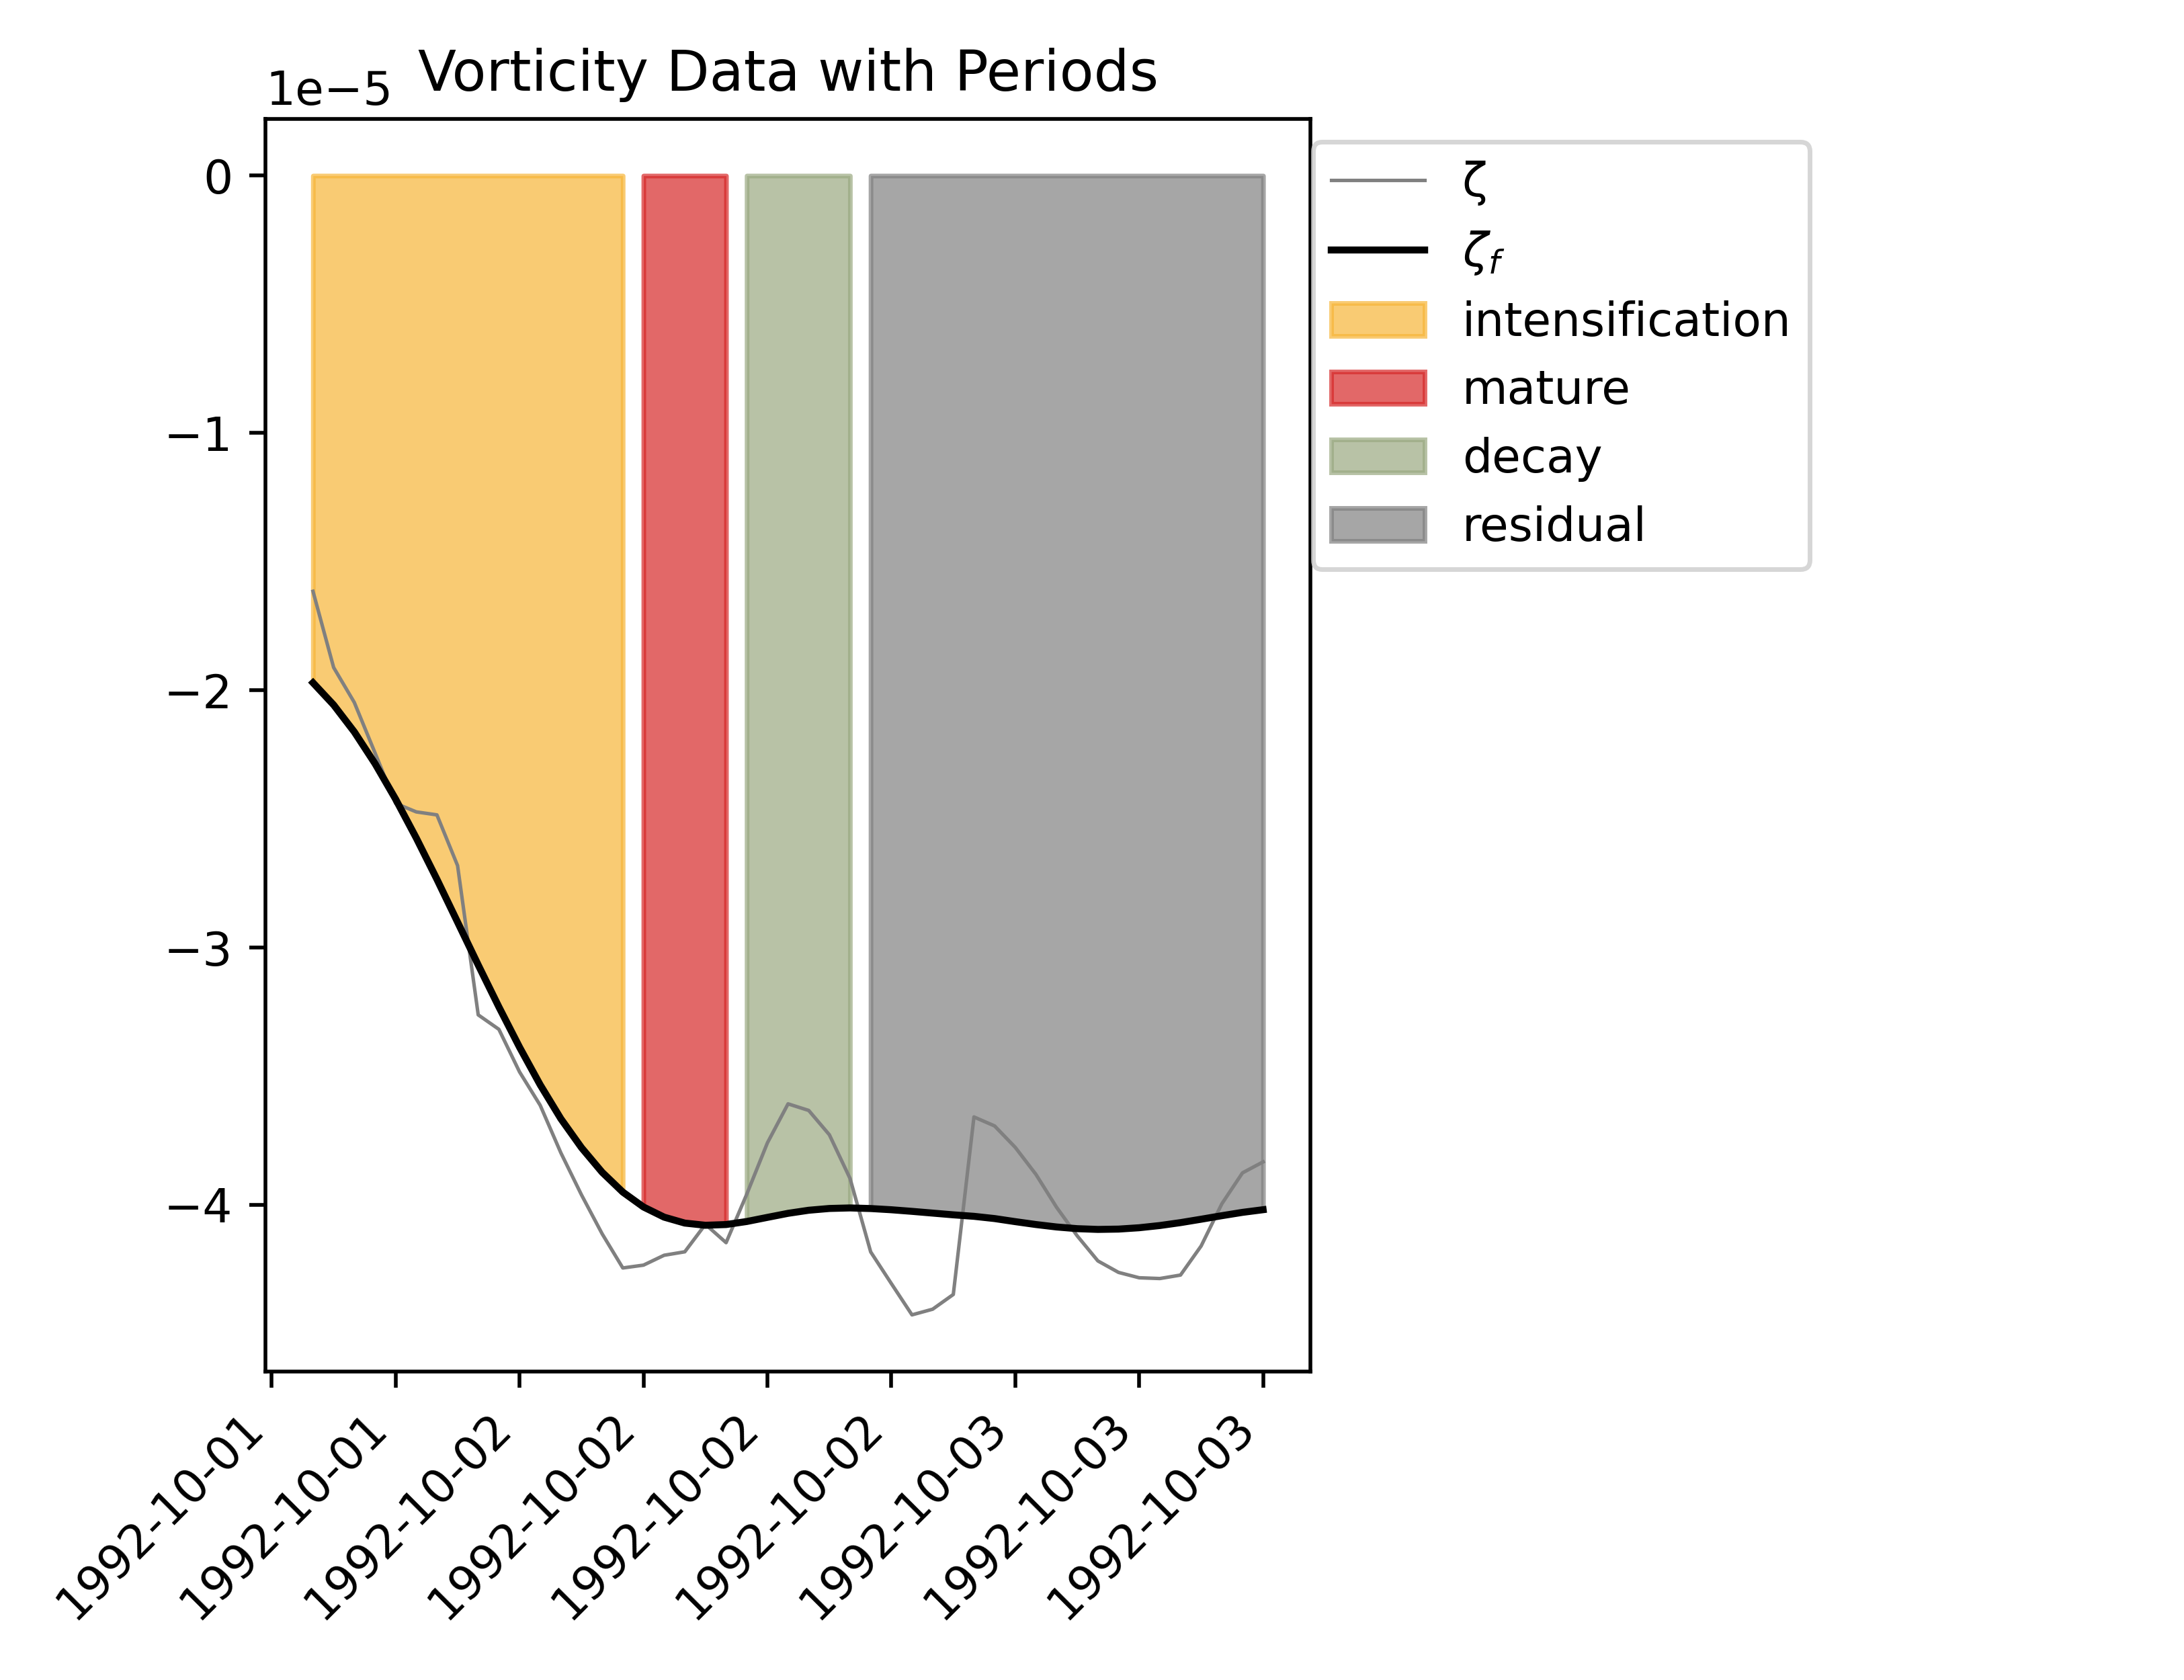 Vorticity Data with Periods
1e−5
0
−1
−2
−3
−4
ζ
ζf
intensification
mature
decay
residual
1992-10-01
1992-10-01
1992-10-02
1992-10-02
1992-10-02
1992-10-02
1992-10-03
1992-10-03
1992-10-03